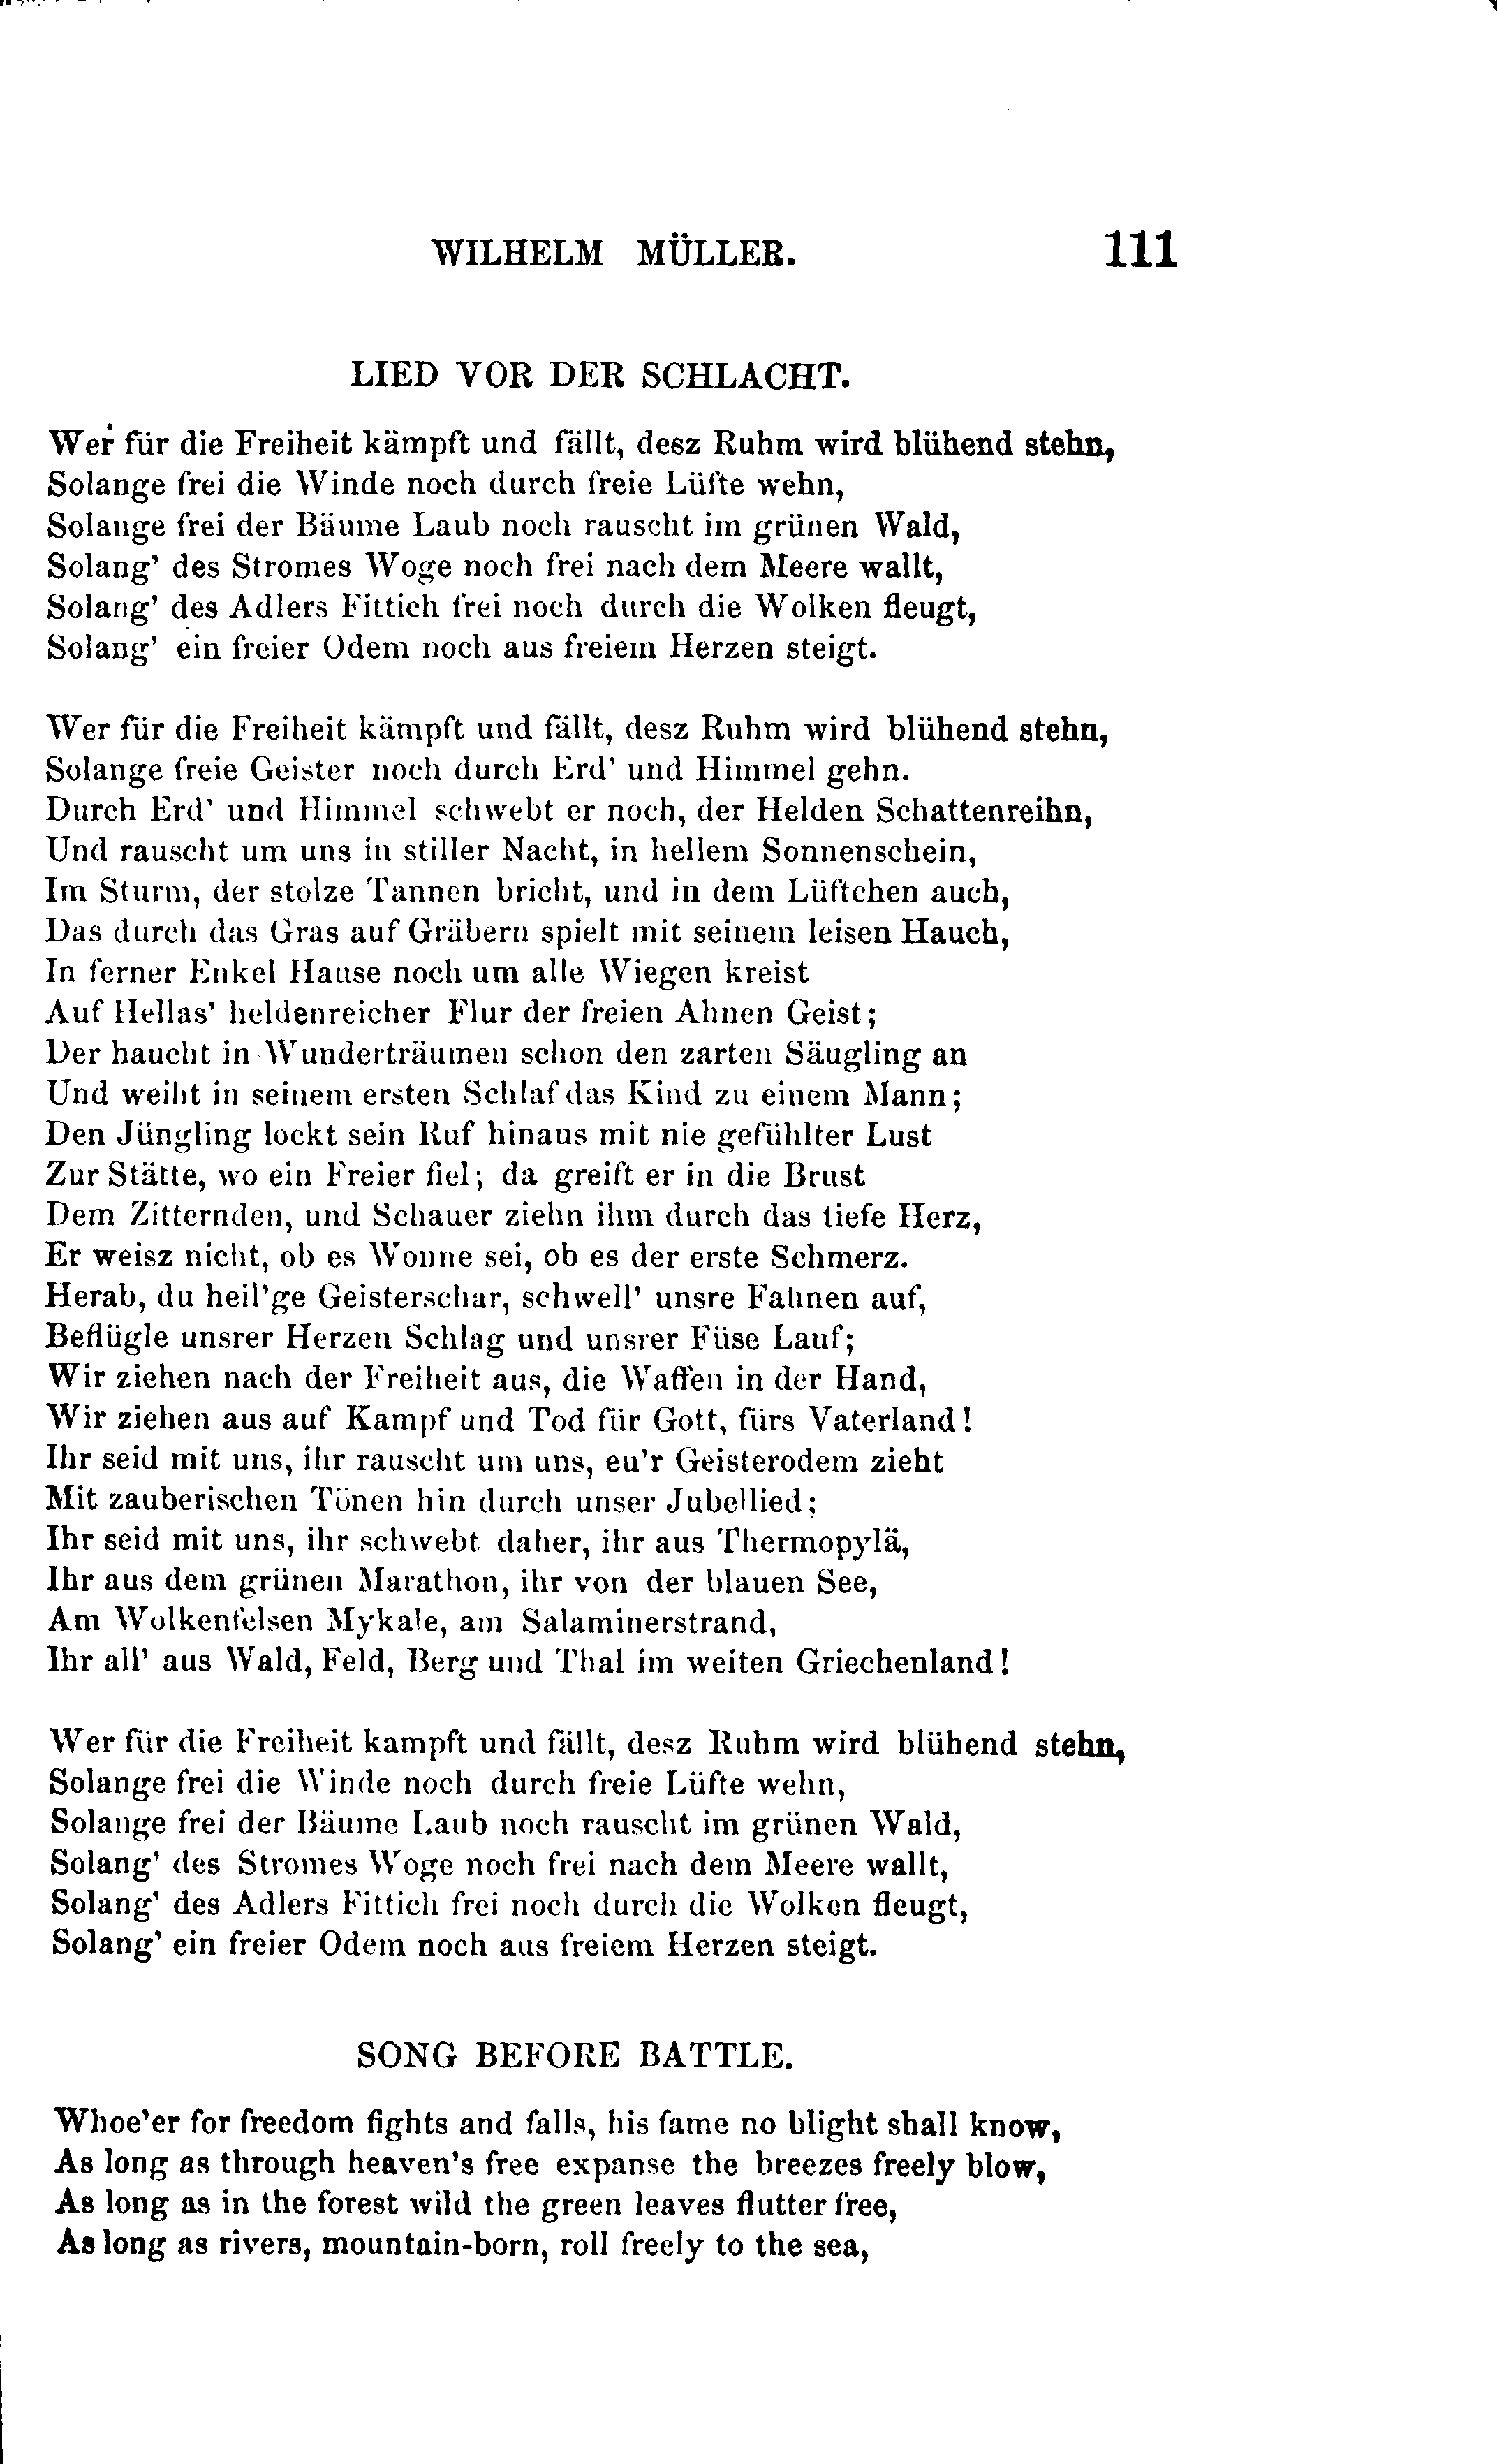 WILHELM MÜLLER. 111
LIED VOR DER SCHLACHT.
Wer für die Freiheit kämpft und fällt, desz Ruhm wird blühend stehn,
Solange frei die Winde noch durch freie Lüfte wehn,
Solange frei der Bäume Laub noch rauscht im grünen Wald,
Solang' des Stromes Woge noch frei nach dem Meere wallt,
Solang' des Adlers Fittich frei noch durch die Wolken fleugt,
Solang' ein freier Odem noch aus freiem Herzen steigt.
Wer für die Freiheit kämpft und fällt, desz Ruhm wird blühend stehn,
Solange freie Geister noch durch Erd' und Himmel gehn.
Durch Erd' und Himmel schwebt er noch, der Helden Schattenreihn,
Und rauscht um uns in stiller Nacht, in hellem Sonnenschein,
Im Sturm, der stolze Tannen bricht, und in dem Lüftchen auch,
Das durch das Gras auf Gräbern spielt mit seinem leisen Hauch,
In ferner Enkel Hause noch um alle Wiegen kreist
Auf Hellas' heldenreicher Flur der freien Ahnen Geist;
Der haucht in Wunderträumen schon den zarten Säugling an
Und weiht in seinem ersten Schlaf das Kind zu einem Mann;
Den Jüngling lockt sein Ruf hinaus mit nie gefühlter Lust
Zur Stätte, wo ein Freier fiel; da greift er in die Brust
Dem Zitternden, und Schauer ziehn ihm durch das tiefe Herz,
Er weisz nicht, ob es Wonne sei, ob es der erste Schmerz.
Herab, du heil'ge Geisterschar, schwell' unsre Fahnen auf,
Beflügle unsrer Herzen Schlag und unsrer Füse Lauf;
Wir ziehen nach der Freiheit aus, die Waffen in der Hand,
Wir ziehen aus auf Kampf und Tod für Gott, fürs Vaterland!
Ihr seid mit uns, ihr rauscht um uns, eu'r Geisterodem zieht
Mit zauberischen Tönen hin durch unser Jubellied;
Ihr seid mit uns, ihr schwebt daher, ihr aus Thermopylä,
Ihr aus dem grünen Marathon, ihr von der blauen See,
Am Wolkenfelsen Mykale, am Salaminerstrand,
Ihr all' aus Wald, Feld, Berg und Thal im weiten Griechenland!
Wer für die Freiheit kampft und fällt, desz Ruhm wird blühend stehn,
Solange frei die Winde noch durch freie Lüfte wehn,
Solange frei der Bäume Laub noch rauscht im grünen Wald,
Solang' des Stromes Woge noch frei nach dem Meere wallt,
Solang' des Adlers Fittich frei noch durch die Wolken fleugt,
Solang' ein freier Odem noch aus freiem Herzen steigt.
SONG BEFORE BATTLE.
Whoe'er for freedom fights and falls, his fame no blight shall know,
As long as through heaven's free expanse the breezes freely blow,
As long as in the forest wild the green leaves flutter free,
As long as rivers, mountain-born, roll freely to the sea,